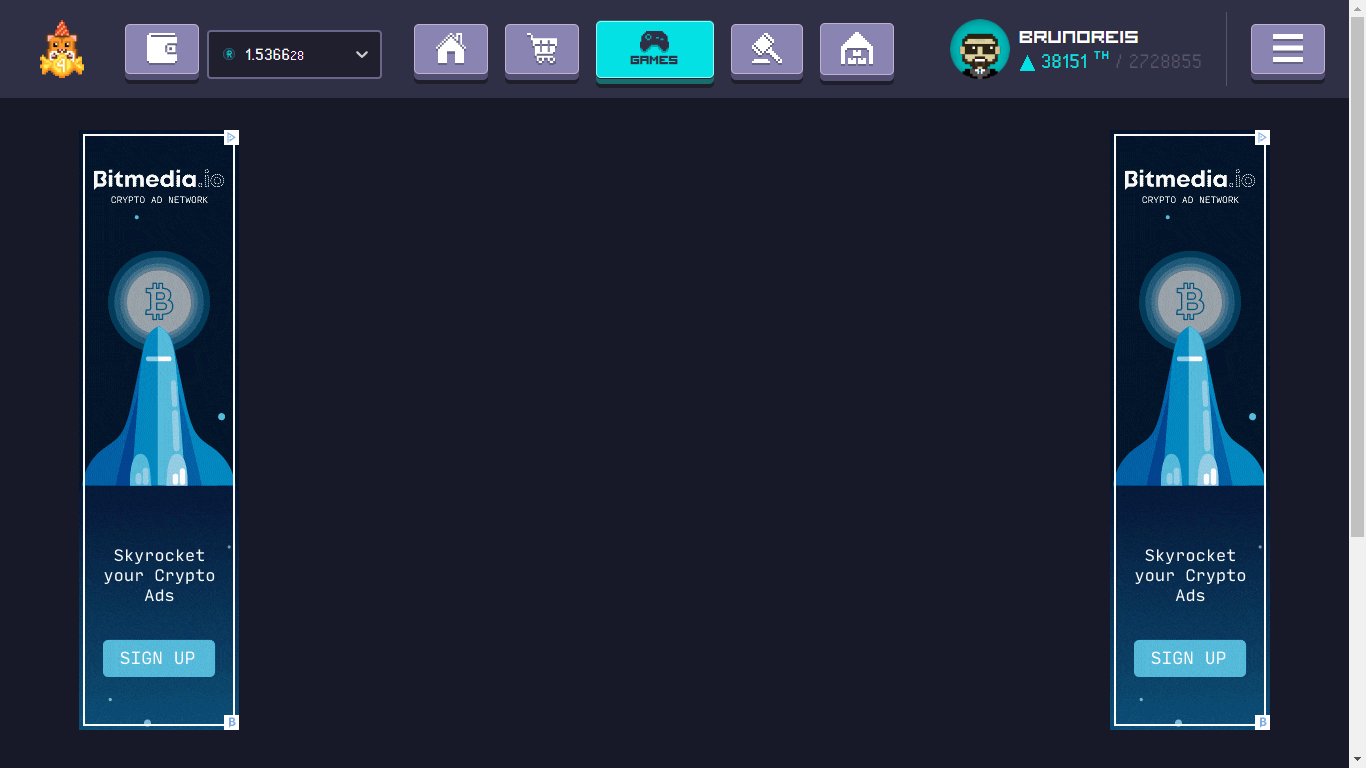 1.536628
GAMES
BRUNOREIS
38151 TH / 2728855
Bitmedia.io
CRYPTO AD NETWORK
Skyrocket
your Crypto
Ads
SIGN UP
Bitmedia.io
CRYPTO AD NETWORK
Skyrocket
your Crypto
Ads
SIGN UP